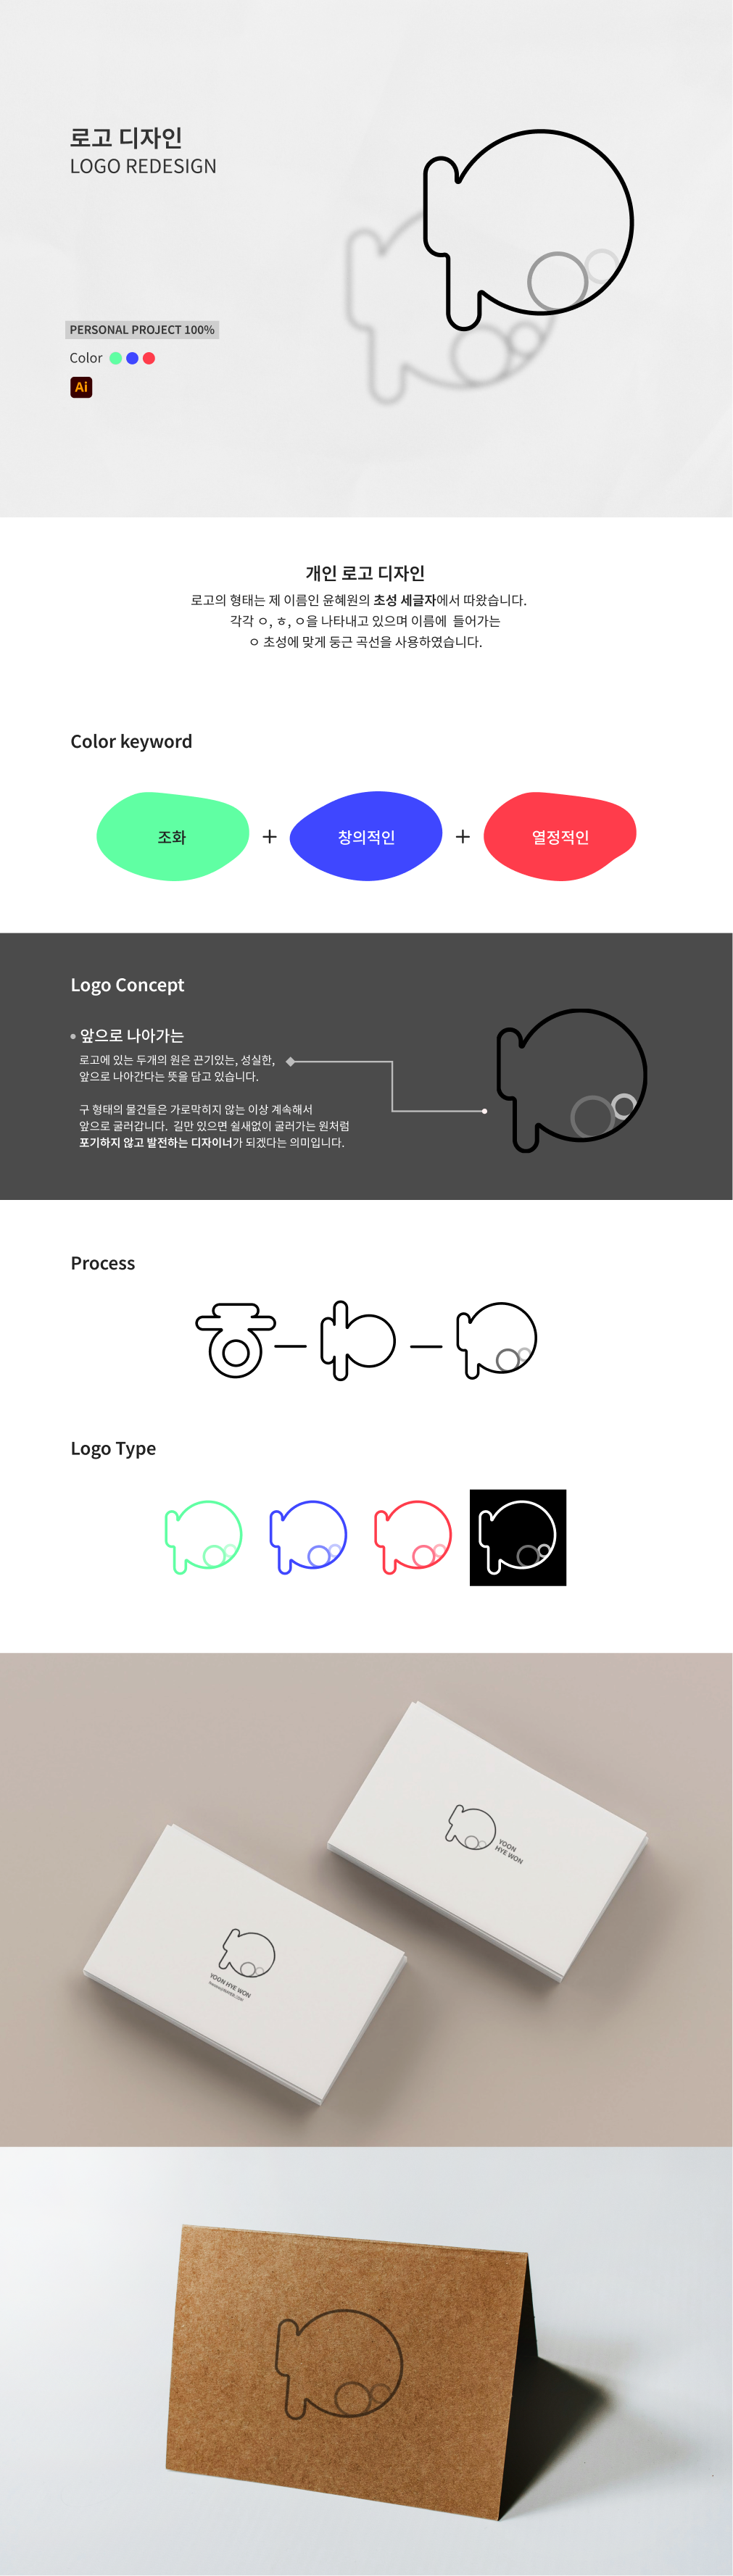 로고 디자인
LOGO REDESIGN
PERSONAL PROJECT 100%
Color
Ai
개인 로고 디자인
로고의 형태는 제 이름인 윤혜원의 초성 세글자에서 따왔습니다.
각각 ㅇ, ㅎ, ㅇ을 나타내고 있으며 이름에 들어가는
ㅇ 초성에 맞게 둥근 곡선을 사용하였습니다.
Color keyword
조화 + 창의적인 + 열정적인
Logo Concept
앞으로 나아가는
로고에 있는 두개의 원은 끈기있는, 성실한,
앞으로 나아간다는 뜻을 담고 있습니다.
구 형태의 물건들은 가로막히지 않는 이상 계속해서
앞으로 굴러갑니다. 길만 있으면 쉴새없이 굴러가는 원처럼
포기하지 않고 발전하는 디자이너가 되겠다는 의미입니다.
Process
Logo Type
YOON
HYE WON
YOON HYE WON